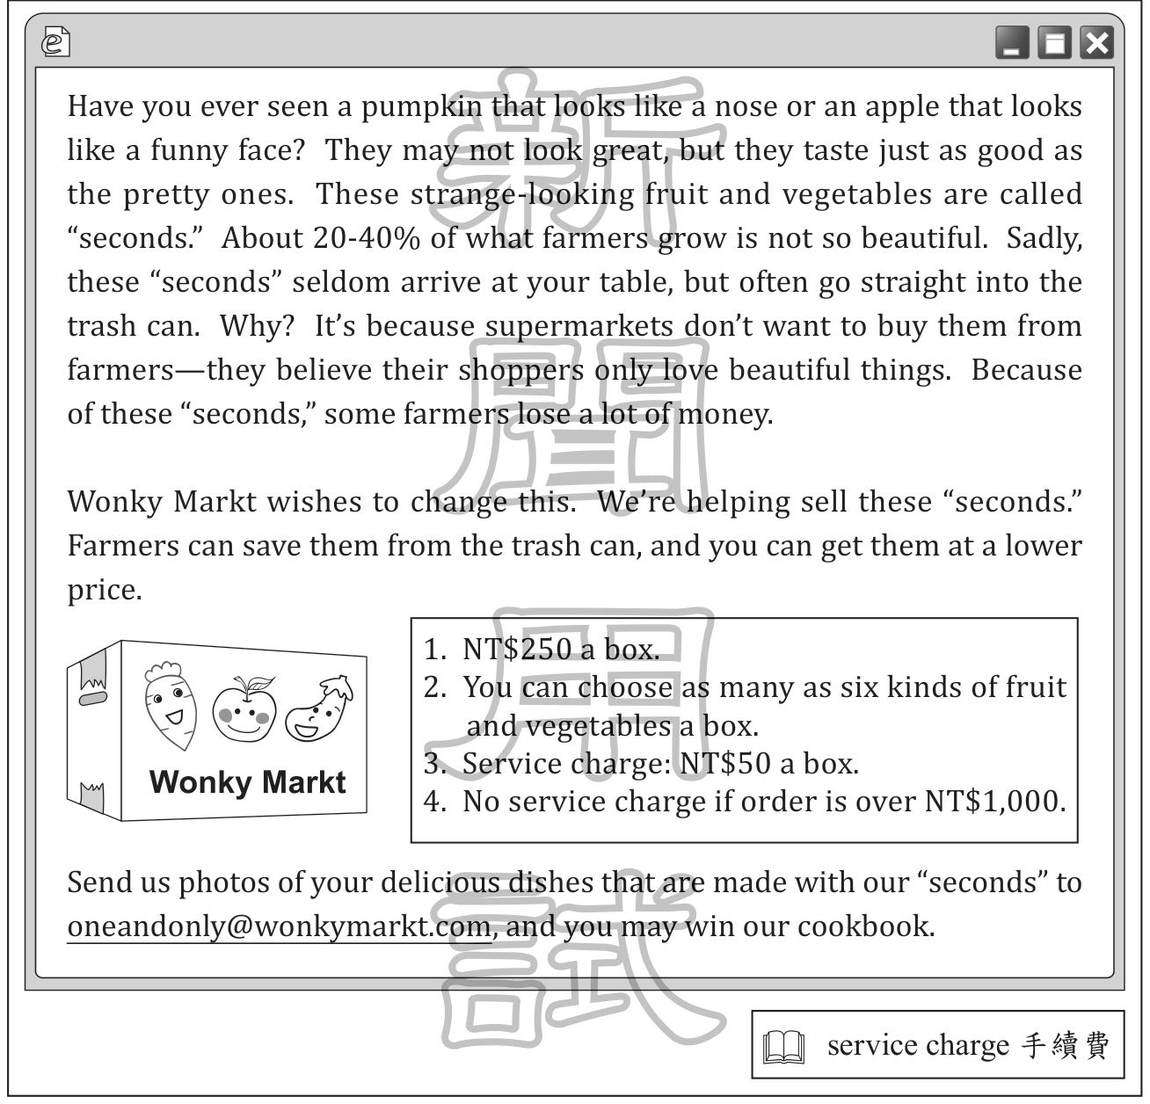 Have you ever seen a pumpkin that looks like a nose or an apple that looks
like a funny face?  They may not look great, but they taste just as good as
the pretty ones.  These strange-looking fruit and vegetables are called
“seconds.”  About 20-40% of what farmers grow is not so beautiful.  Sadly,
these “seconds” seldom arrive at your table, but often go straight into the
trash can.  Why?  It’s because supermarkets don’t want to buy them from
farmers—they believe their shoppers only love beautiful things.  Because
of these “seconds,” some farmers lose a lot of money.
Wonky Markt wishes to change this.  We’re helping sell these “seconds.”
Farmers can save them from the trash can, and you can get them at a lower
price.
Wonky Markt
1. NT$250 a box.
2. You can choose as many as six kinds of fruit
and vegetables a box.
3. Service charge: NT$50 a box.
4. No service charge if order is over NT$1,000.
Send us photos of your delicious dishes that are made with our “seconds” to
oneandonly@wonkymarkt.com, and you may win our cookbook.
service charge 手續費
新
聞
用
試